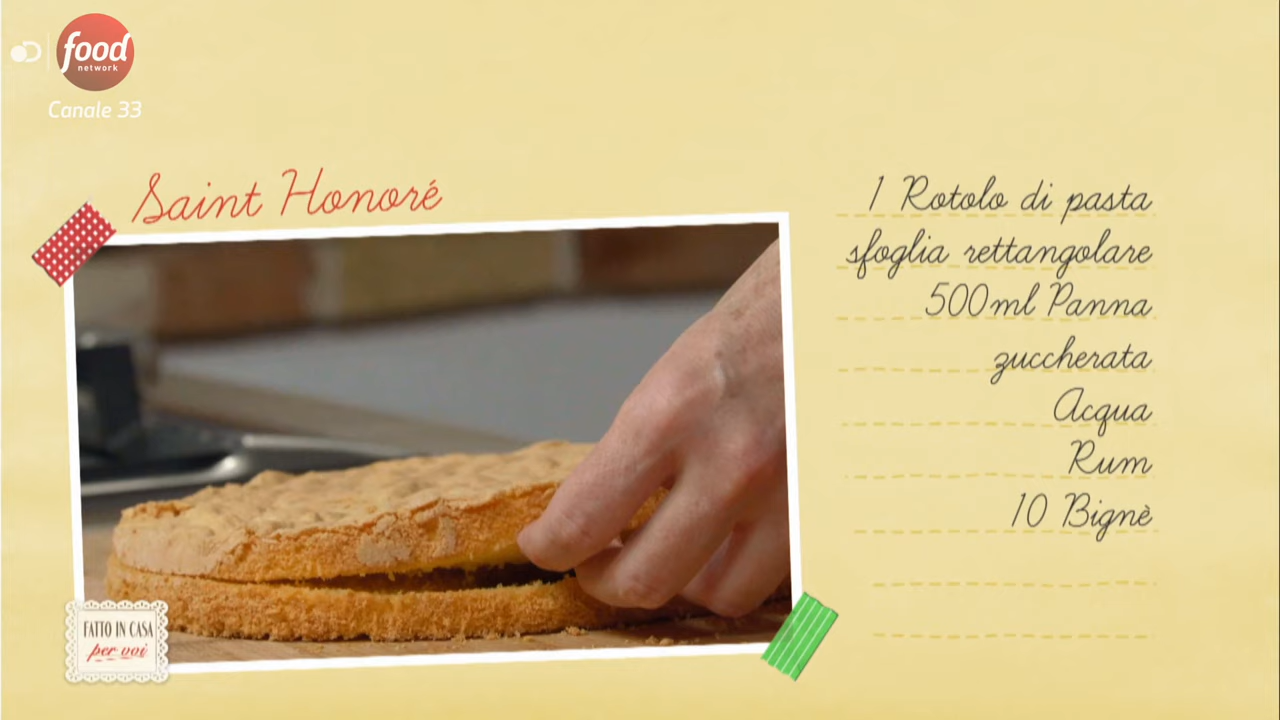 food
network
Canale 33
Saint Honoré
1 Rotolo di pasta
sfoglia rettangolare
500ml Panna
zuccherata
Acqua
Rum
10 Bignè
FATTO IN CASA
per voi